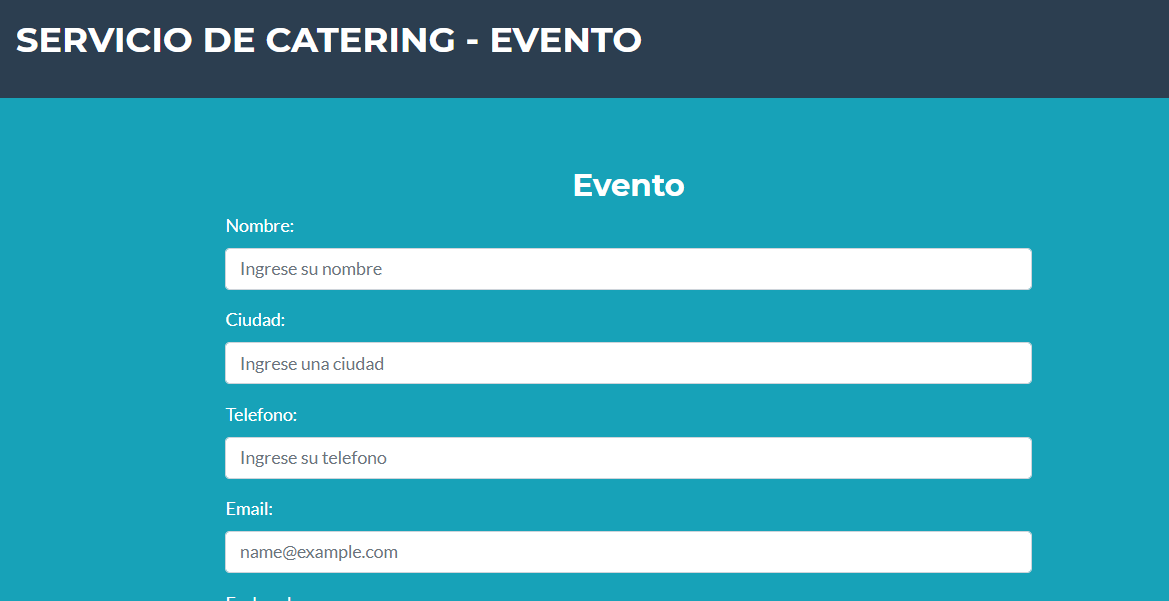 SERVICIO DE CATERING - EVENTO
Evento
Nombre:
Ingrese su nombre
Ciudad:
Ingrese una ciudad
Telefono:
Ingrese su telefono
Email:
name@example.com